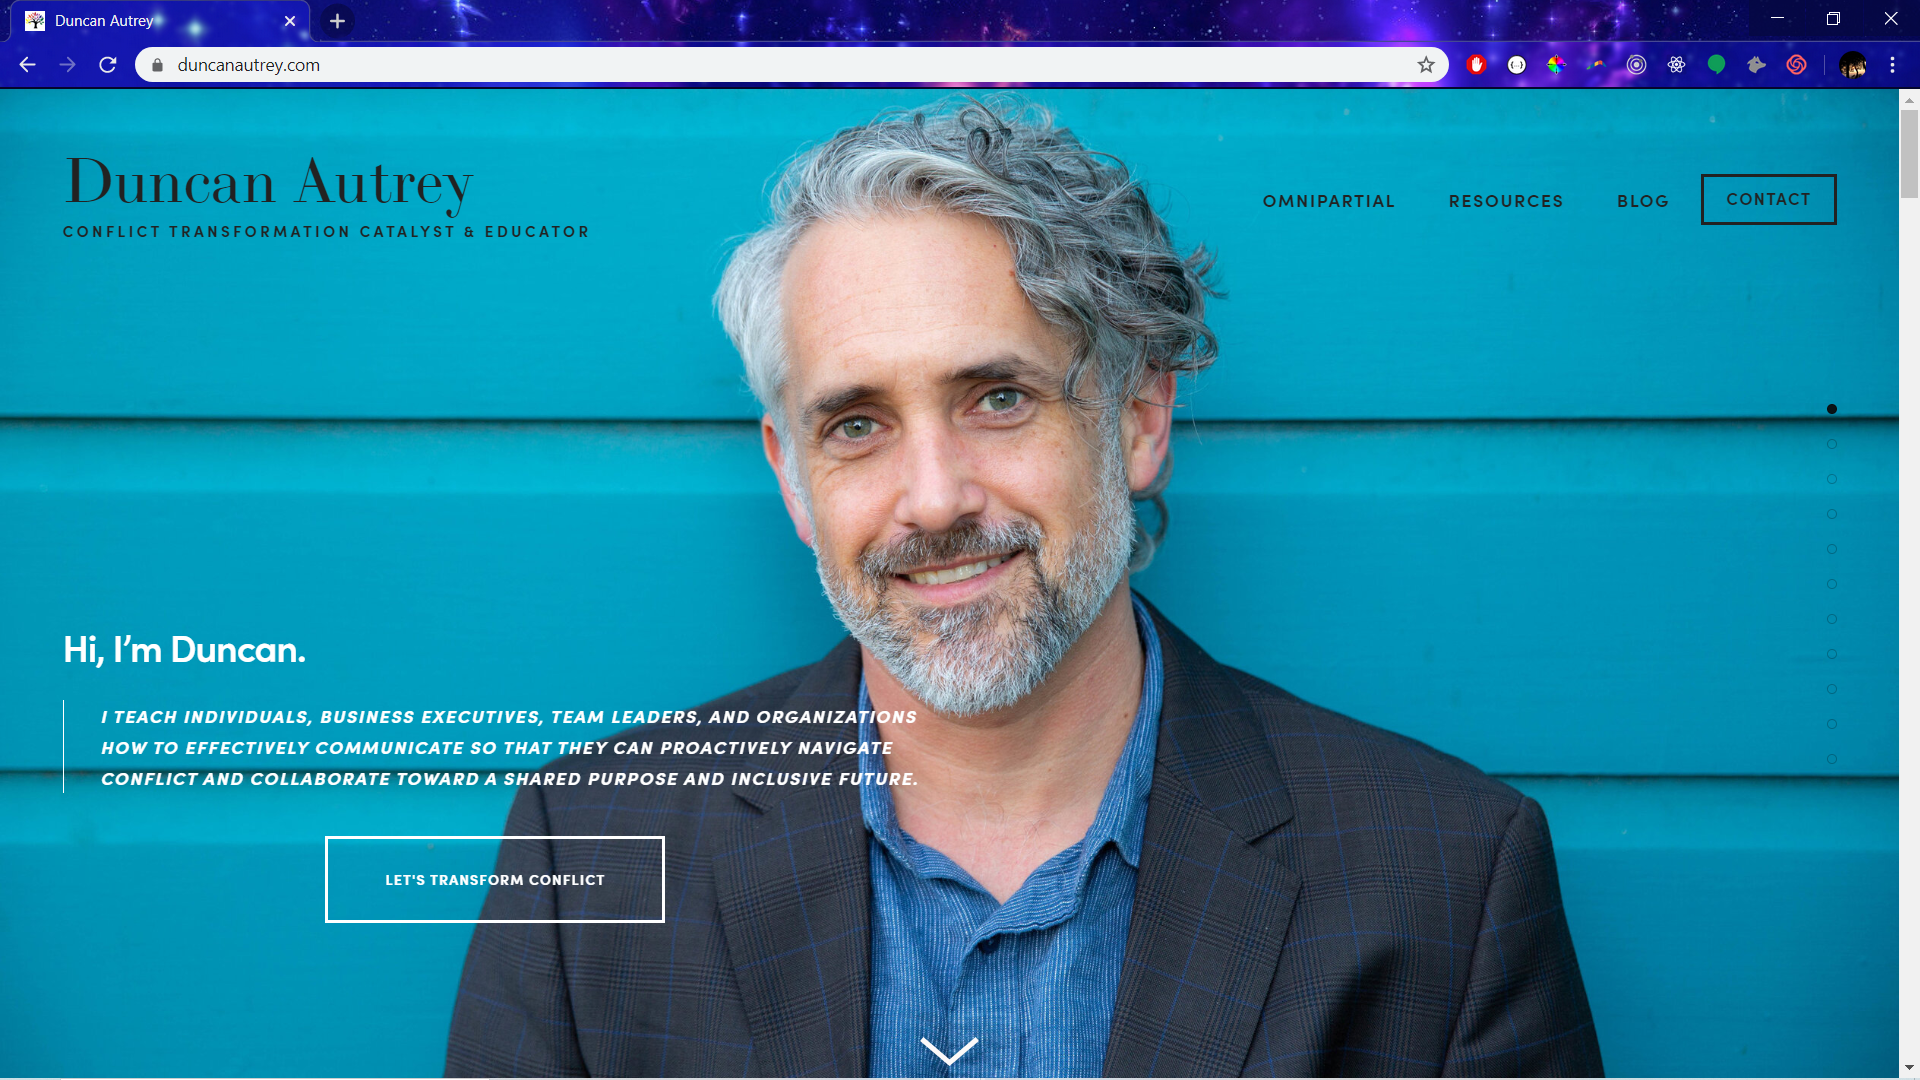 Duncan Autrey
duncanautrey.com
Duncan Autrey
CONFLICT TRANSFORMATION CATALYST & EDUCATOR
OMNIPARTIAL
RESOURCES
BLOG
CONTACT
Hi, I’m Duncan.
I TEACH INDIVIDUALS, BUSINESS EXECUTIVES, TEAM LEADERS, AND ORGANIZATIONS
HOW TO EFFECTIVELY COMMUNICATE SO THAT THEY CAN PROACTIVELY NAVIGATE
CONFLICT AND COLLABORATE TOWARD A SHARED PURPOSE AND INCLUSIVE FUTURE.
LET'S TRANSFORM CONFLICT